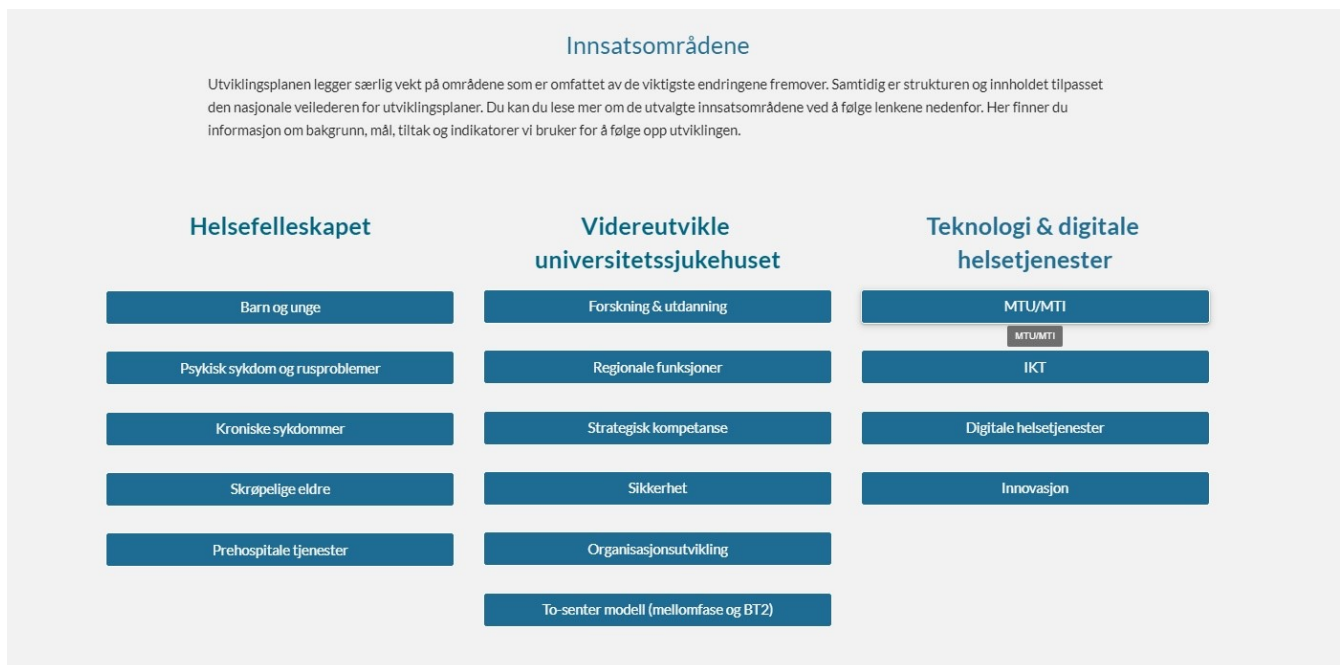 Innsatsområdene
Utviklingsplanen legger særlig vekt på områdene som er omfattet av de viktigste endringene fremover. Samtidig er strukturen og innholdet tilpasset
den nasjonale veilederen for utviklingsplaner. Du kan du lese mer om de utvalgte innsatsområdene ved å følge lenkene nedenfor. Her finner du
informasjon om bakgrunn, mål, tiltak og indikatorer vi bruker for å følge opp utviklingen.
Helsefelleskapet
Barn og unge
Psykisk sykdom og rusproblemer
Kroniske sykdommer
Skrøpelige eldre
Prehospitale tjenester
Videreutvikle
universitetssjukehuset
Forskning & utdanning
Regionale funksjoner
Strategisk kompetanse
Sikkerhet
Organisasjonsutvikling
To-senter modell (mellomfase og BT2)
Teknologi & digitale
helsetjenester
MTU/MTI
MTU/MTI
IKT
Digitale helsetjenester
Innovasjon